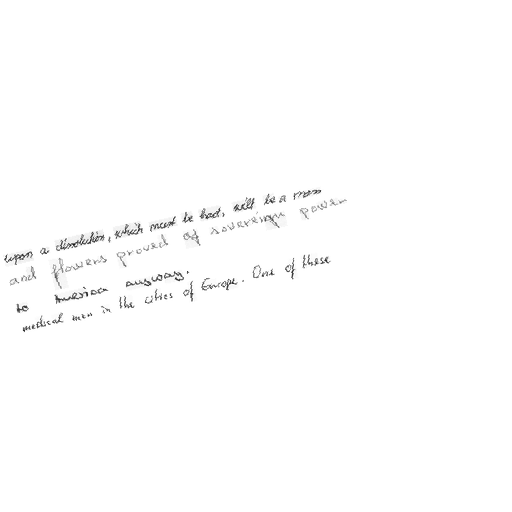 upon a dissolution, which must be had, will be a mass
and flowers proved of sovereign power
to America anyway.
medical men in the cities of Europe. One of these